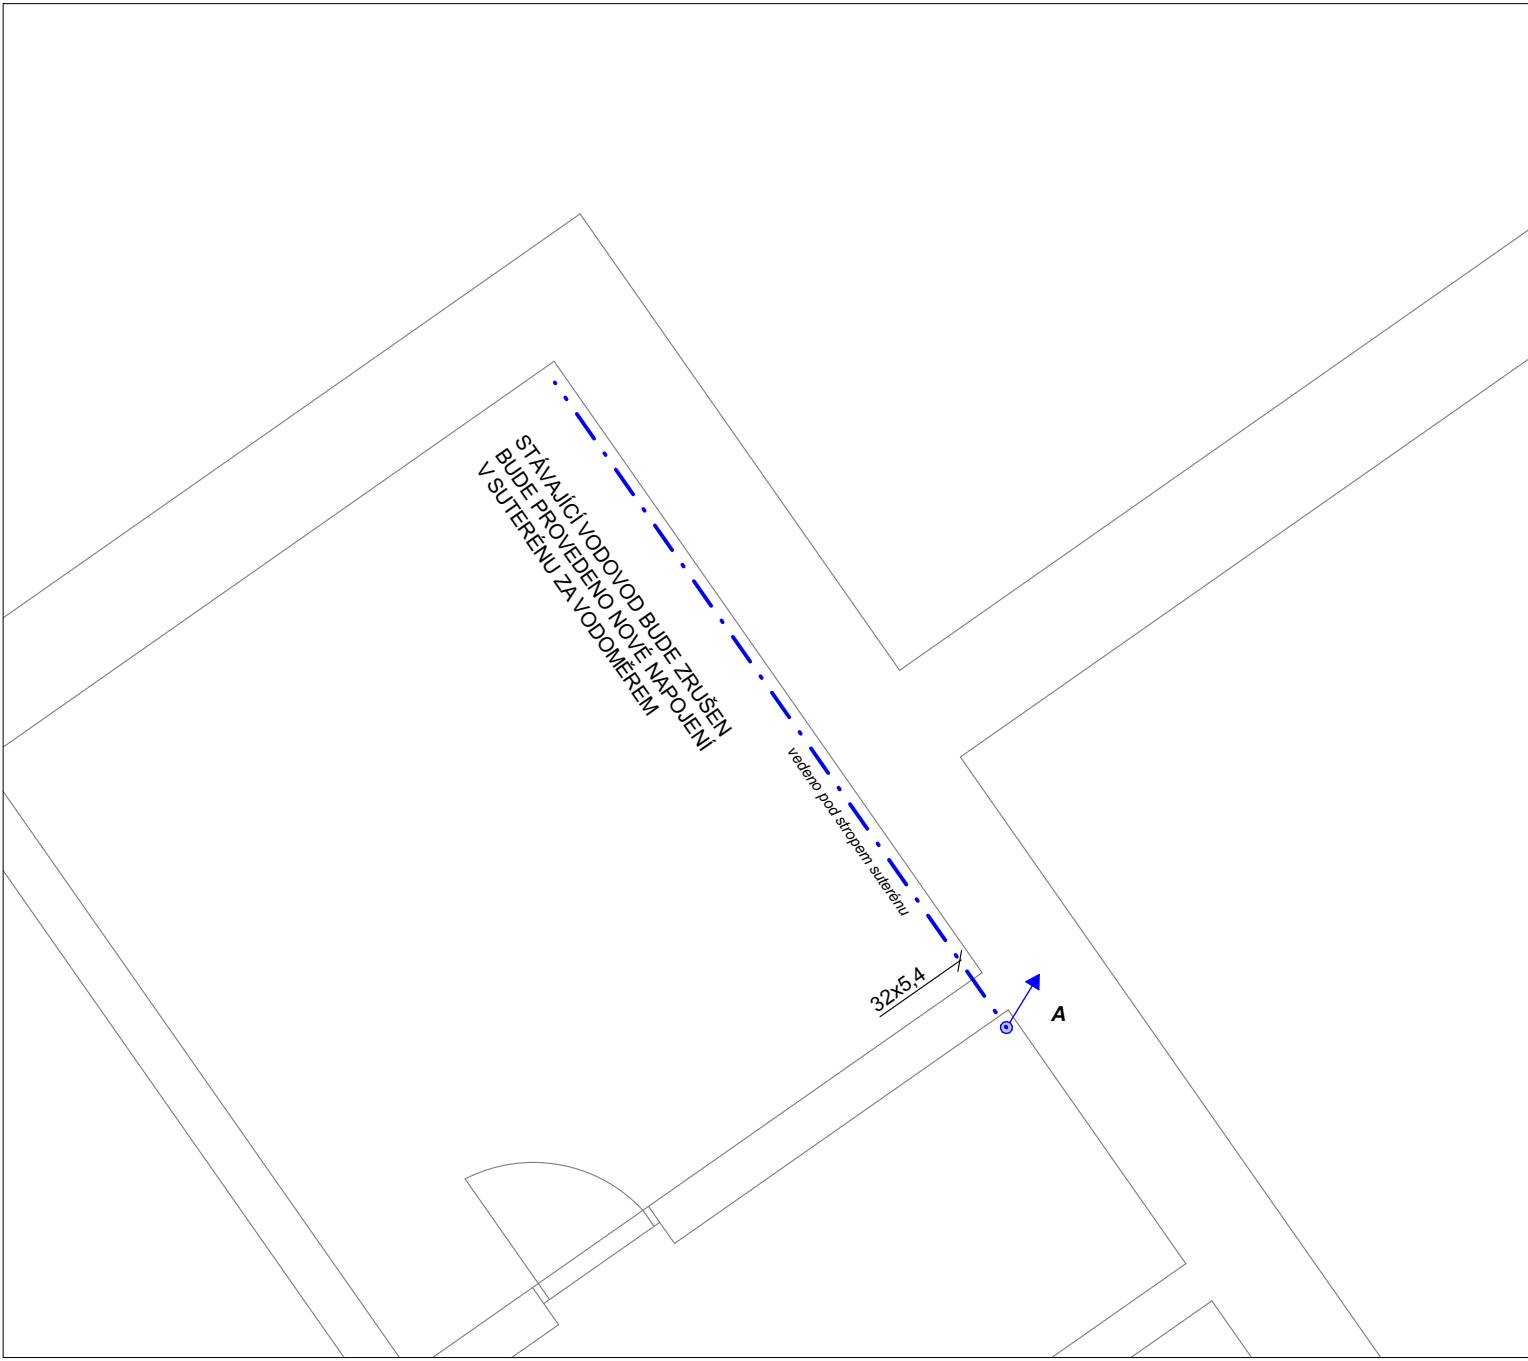 STÁVAJÍCÍ VODOVOD BUDE ZRUŠEN
BUDE PROVEDENO NOVÉ NAPOJENÍ
V SUTERÉNU ZA VODOMĚREM
vedeno pod stropem suterénu
32x5,4
A